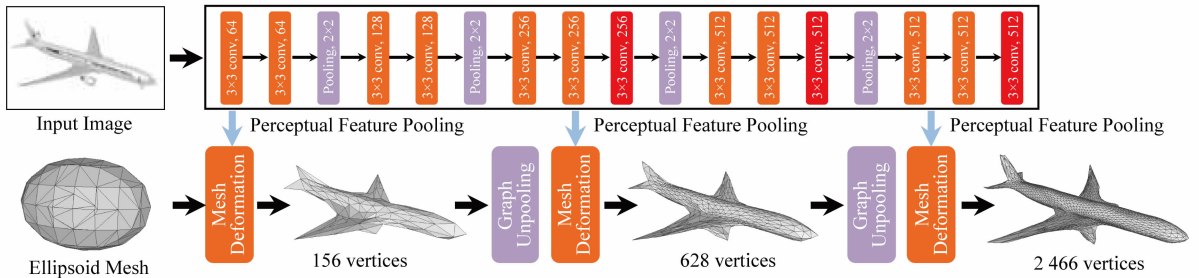 3×3 conv, 64
3×3 conv, 64
Pooling, 2×2
3×3 conv, 128
3×3 conv, 128
Pooling, 2×2
3×3 conv, 256
3×3 conv, 256
3×3 conv, 256
Pooling, 2×2
3×3 conv, 512
3×3 conv, 512
3×3 conv, 512
Pooling, 2×2
3×3 conv, 512
3×3 conv, 512
3×3 conv, 512
Input Image
Perceptual Feature Pooling
Perceptual Feature Pooling
Perceptual Feature Pooling
Mesh
Deformation
Graph
Unpooling
Mesh
Deformation
Graph
Unpooling
Mesh
Deformation
Ellipsoid Mesh
156 vertices
628 vertices
2 466 vertices